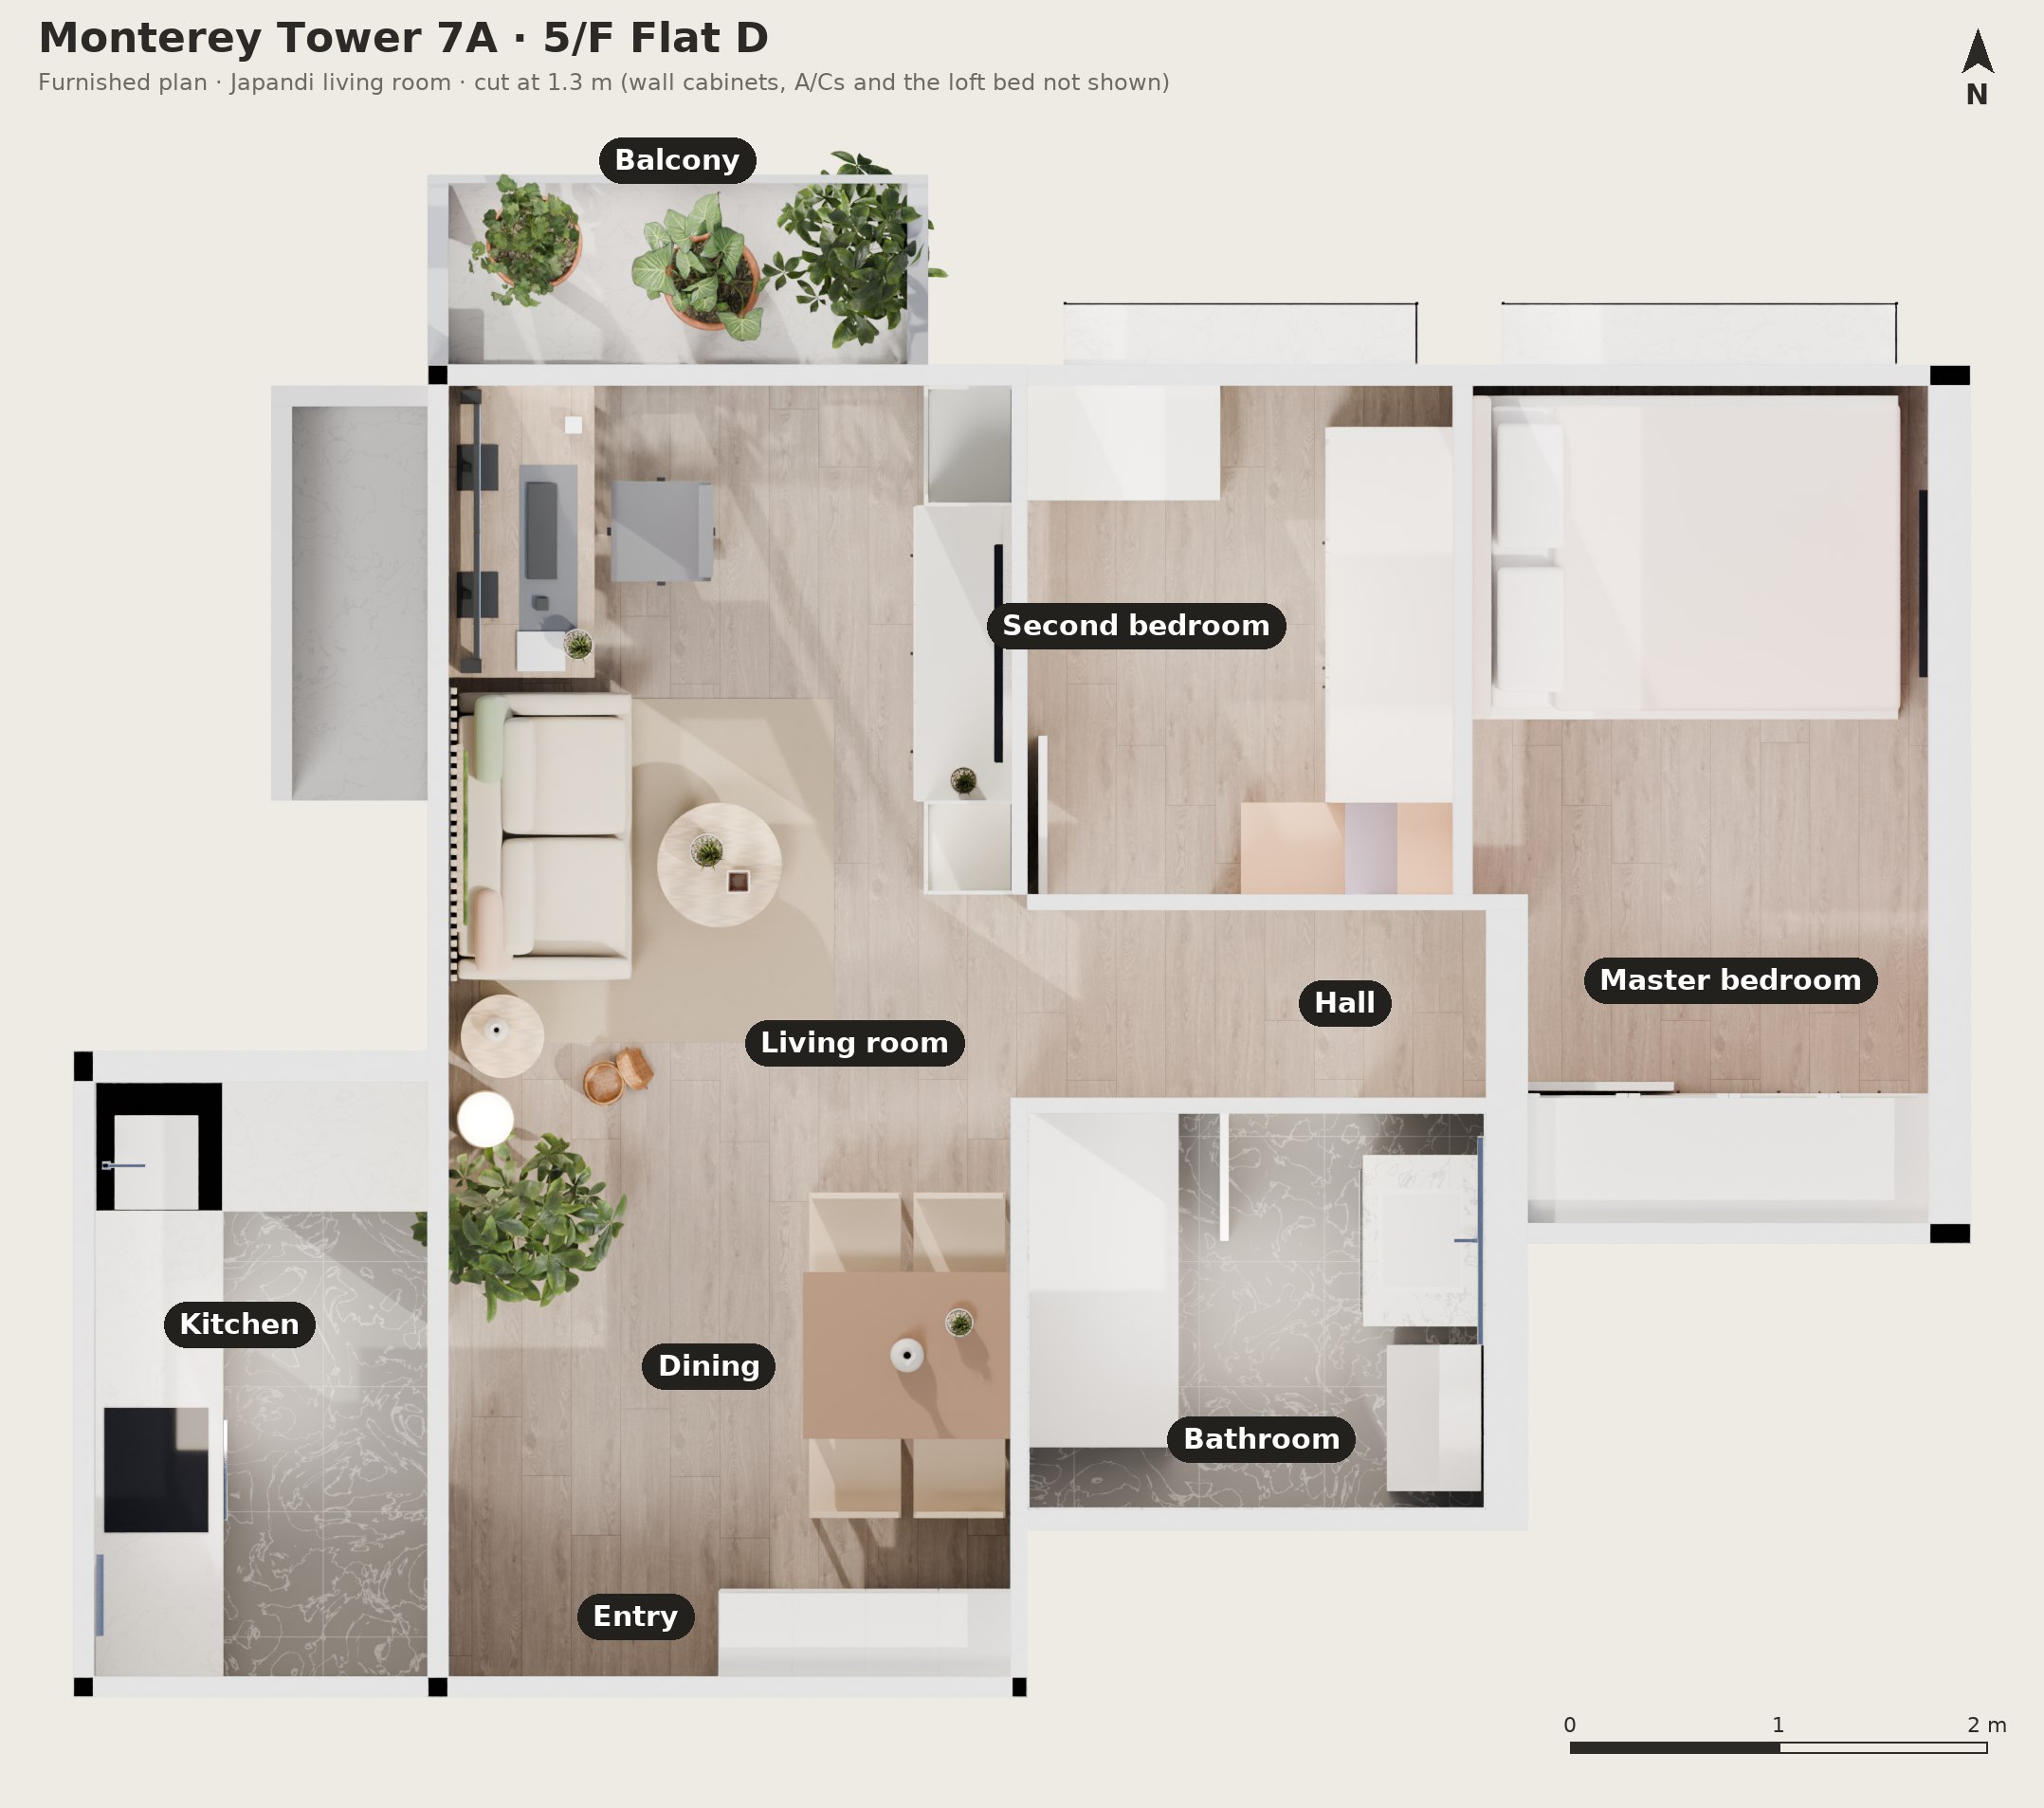 Monterey Tower 7A · 5/F Flat D
Furnished plan · Japandi living room · cut at 1.3 m (wall cabinets, A/Cs and the loft bed not shown)
N
Balcony
Second bedroom
Master bedroom
Hall
Living room
Kitchen
Dining
Bathroom
Entry
0 1 2 m